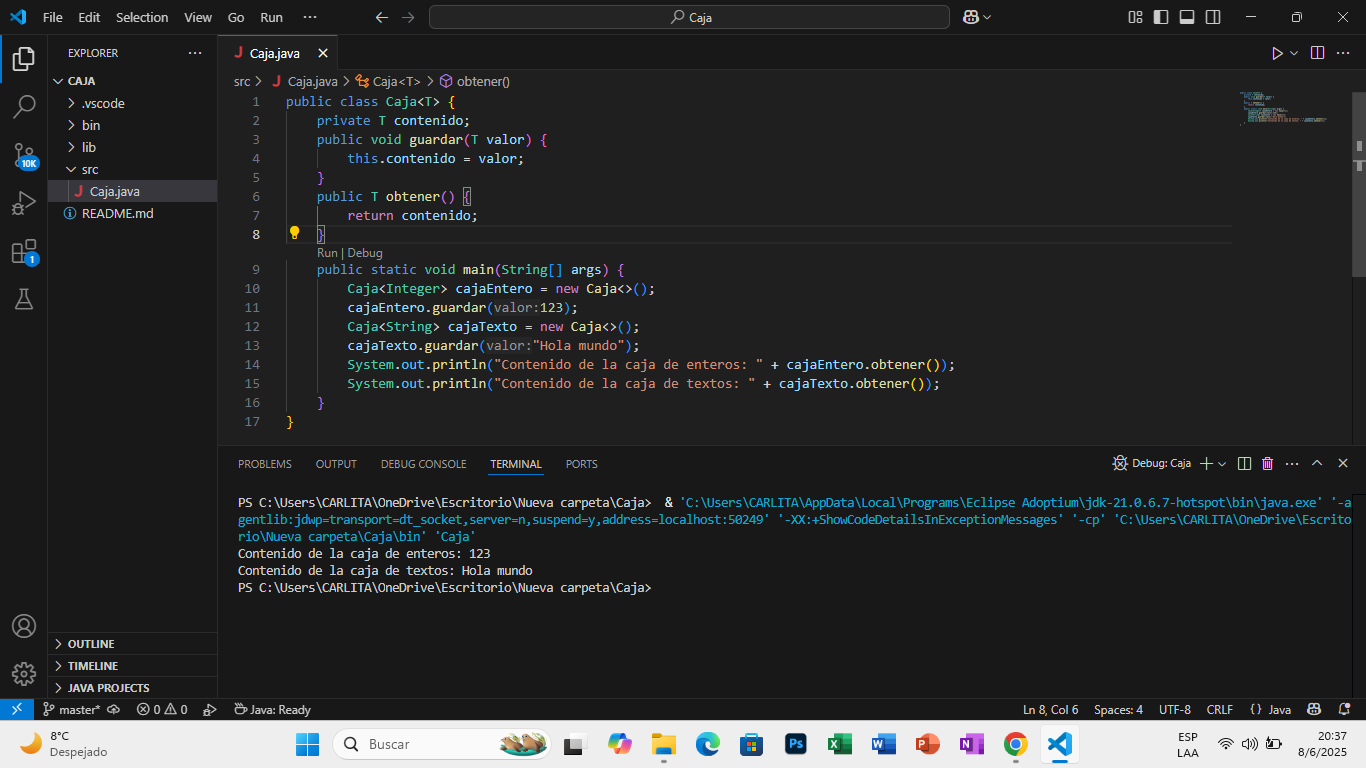 File Edit Selection View Go Run ··· Caja
EXPLORER ···
CAJA
.vscode
bin
lib
src
Caja.java
README.md
10K
1
OUTLINE
TIMELINE
JAVA PROJECTS
Caja.java
src > Caja.java > Caja<T> > obtener()
1 public class Caja<T> {
2 private T contenido;
3 public void guardar(T valor) {
4 this.contenido = valor;
5 }
6 public T obtener() {
7 return contenido;
8 }
Run | Debug
9 public static void main(String[] args) {
10 Caja<Integer> cajaEntero = new Caja<>();
11 cajaEntero.guardar(valor:123);
12 Caja<String> cajaTexto = new Caja<>();
13 cajaTexto.guardar(valor:"Hola mundo");
14 System.out.println("Contenido de la caja de enteros: " + cajaEntero.obtener());
15 System.out.println("Contenido de la caja de textos: " + cajaTexto.obtener());
16 }
17 }
PROBLEMS OUTPUT DEBUG CONSOLE TERMINAL PORTS Debug: Caja
PS C:\Users\CARLITA\OneDrive\Escritorio\Nueva carpeta\Caja> & 'C:\Users\CARLITA\AppData\Local\Programs\Eclipse Adoptium\jdk-21.0.6.7-hotspot\bin\java.exe' '-a
gentlib:jdwp=transport=dt_socket,server=n,suspend=y,address=localhost:50249' '-XX:+ShowCodeDetailsInExceptionMessages' '-cp' 'C:\Users\CARLITA\OneDrive\Escrito
rio\Nueva carpeta\Caja\bin' 'Caja'
Contenido de la caja de enteros: 123
Contenido de la caja de textos: Hola mundo
PS C:\Users\CARLITA\OneDrive\Escritorio\Nueva carpeta\Caja>
master* 0 0 Java: Ready Ln 8, Col 6 Spaces: 4 UTF-8 CRLF { } Java
8°C
Despejado
Buscar
Ps
ESP
LAA
20:37
8/6/2025